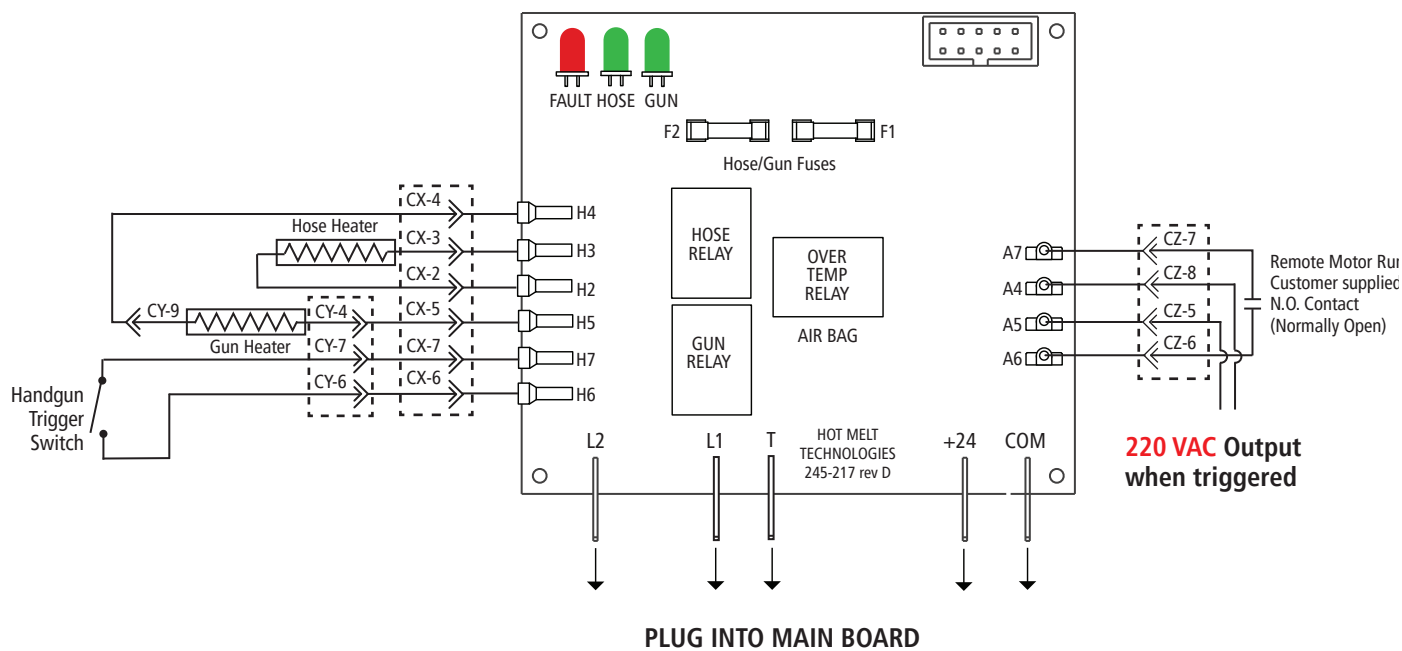 FAULT HOSE GUN
F2
F1
Hose/Gun Fuses
CX-4
H4
Hose Heater
CX-3
H3
CX-2
H2
CY-9
CY-4
CX-5
H5
Gun Heater
CY-7
CX-7
H7
CY-6
CX-6
H6
Handgun
Trigger
Switch
HOSE
RELAY
OVER
TEMP
RELAY
AIR BAG
GUN
RELAY
A7
CZ-7
A4
CZ-8
A5
CZ-5
A6
CZ-6
Remote Motor
Customer
N.O. Contact
(Normally Open)
220 VAC Output
when triggered
L2
L1
T
HOT MELT
TECHNOLOGIES
245-217 rev D
+24
COM
PLUG INTO MAIN BOARD